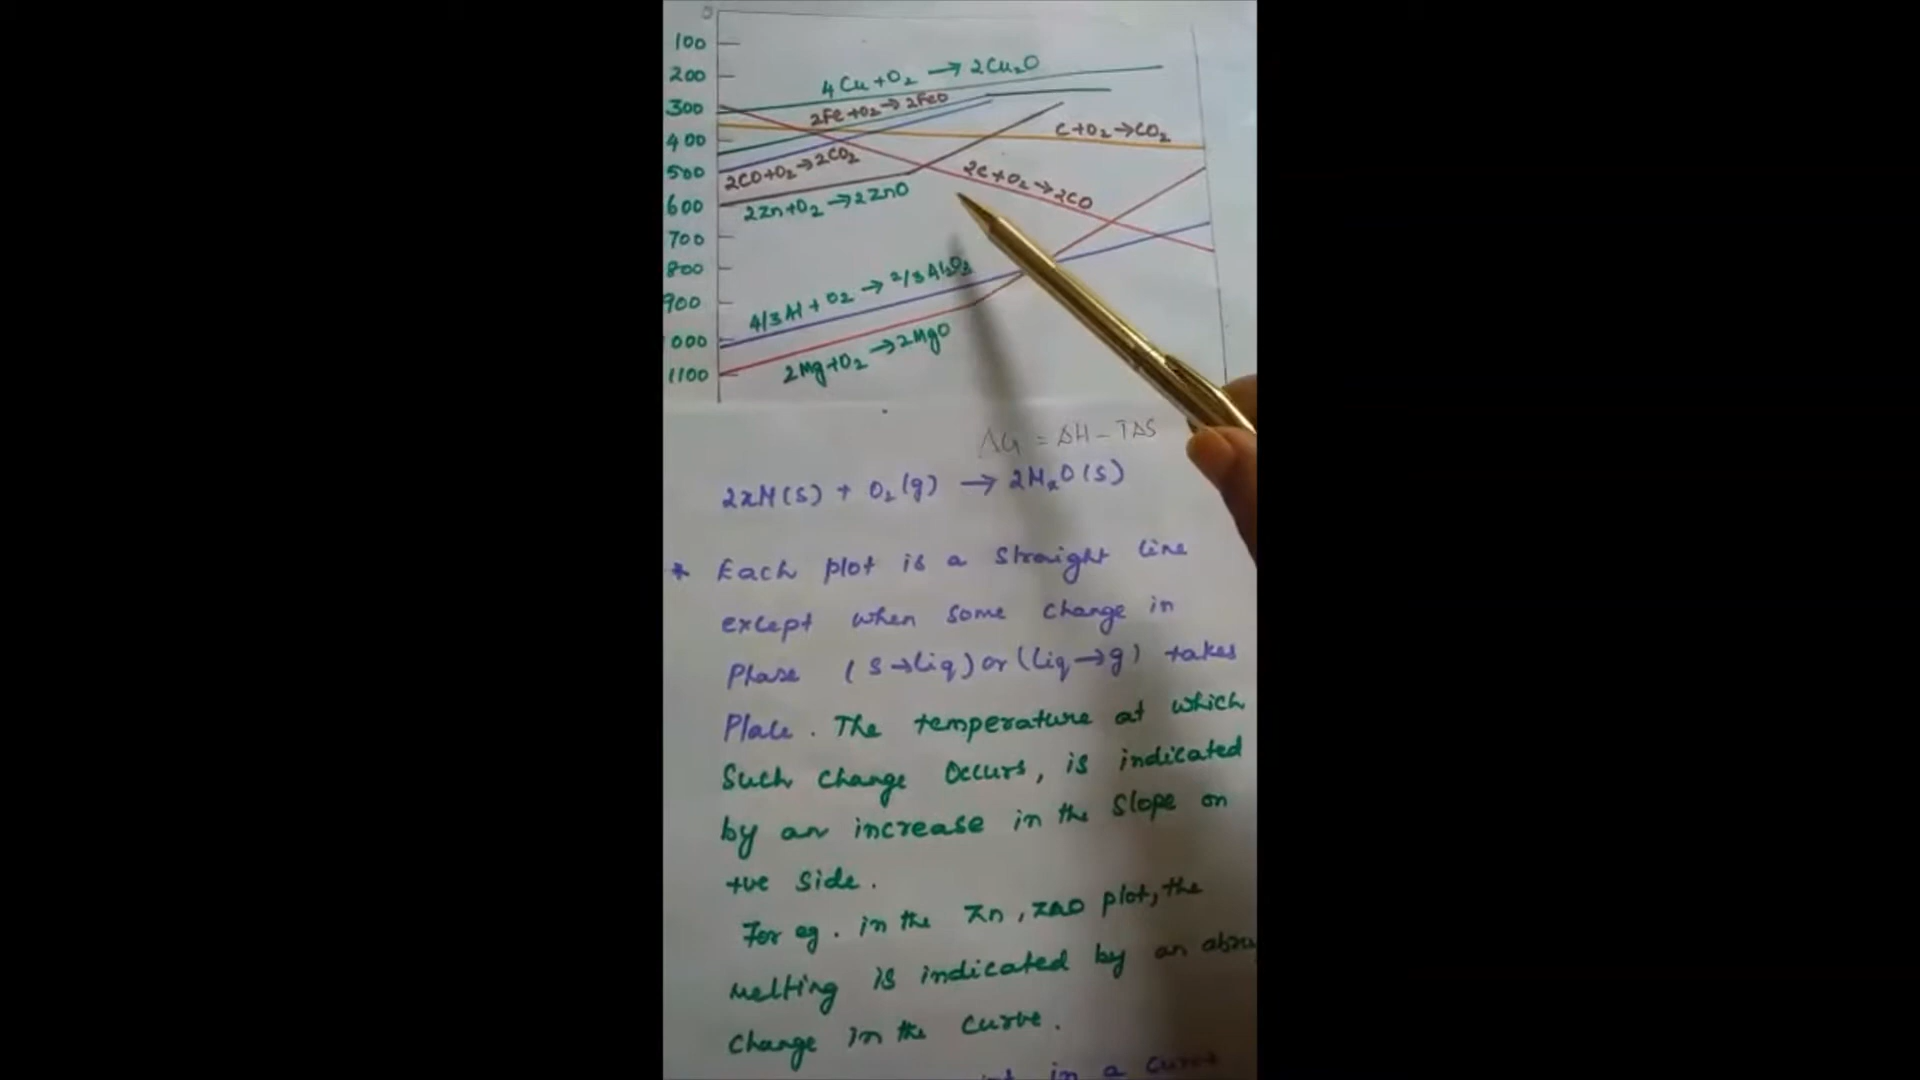 0
100
200
300
400
500
600
700
800
900
000
1100
4Cu + O₂ → 2Cu₂O
2Fe + O₂ → 2FeO
C + O₂ → CO₂
2CO + O₂ → 2CO₂
2C + O₂ → 2CO
2Zn + O₂ → 2ZnO
4/3Al + O₂ → 2/3Al₂O₃
2Mg + O₂ → 2MgO
ΔG = ΔH - TΔS
2xM(s) + O₂(g) → 2MₓO(s)
* Each plot is a straight line
except when some change in
Phase (s→liq) or (liq→g) takes
Place. The temperature at which
Such change occurs, is indicated
by an increase in the slope on
+ve side.
For eg. in the Zn, ZnO plot, the
melting is indicated by an
change in the curve.
in a